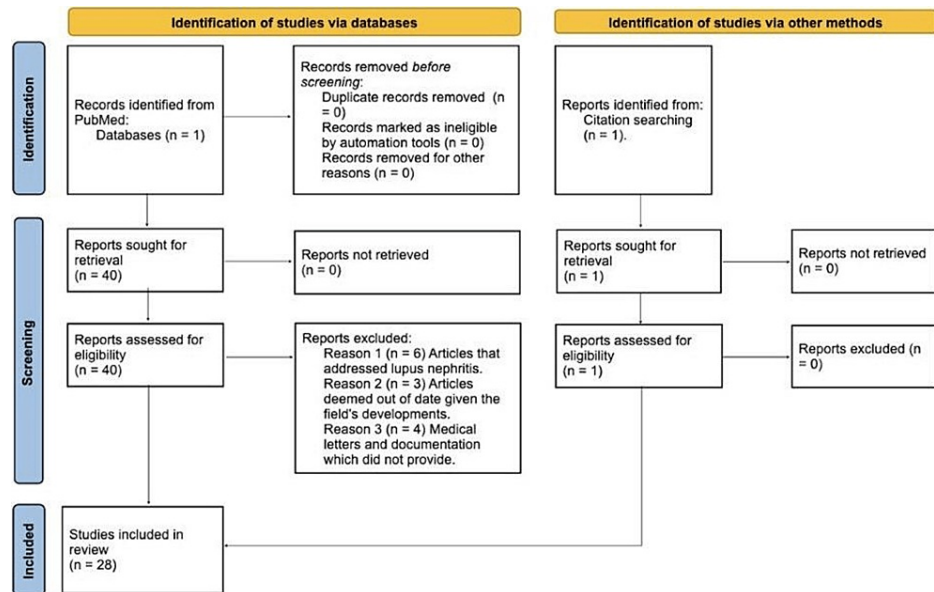 Identification of studies via databases
Identification of studies via other methods
Identification
Records identified from
PubMed:
Databases (n = 1)
Records removed before
screening:
Duplicate records removed (n
= 0)
Records marked as ineligible
by automation tools (n = 0)
Records removed for other
reasons (n = 0)
Reports identified from:
Citation searching
(n = 1).
Screening
Reports sought for
retrieval
(n = 40)
Reports not retrieved
(n = 0)
Reports sought for
retrieval
(n = 1)
Reports not retrieved
(n = 0)
Reports assessed for
eligibility
(n = 40)
Reports excluded:
Reason 1 (n = 6) Articles that
addressed lupus nephritis.
Reason 2 (n = 3) Articles
deemed out of date given the
field's developments.
Reason 3 (n = 4) Medical
letters and documentation
which did not provide.
Reports assessed for
eligibility
(n = 1)
Reports excluded (n
= 0)
Included
Studies included in
review
(n = 28)